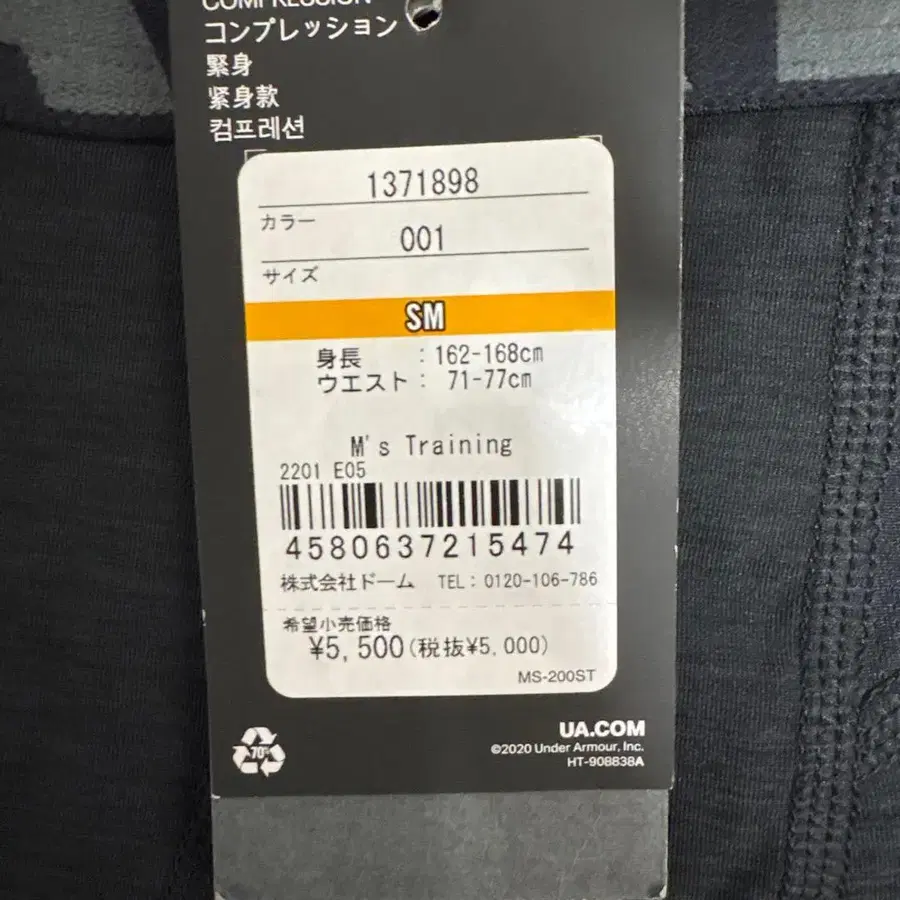 COMPRESSION
コンプレッション
緊身
紧身款
컴프레션
1371898
カラー
001
サイズ
SM
身長 : 162-168cm
ウエスト : 71-77cm
M's Training
2201 E05
4580637215474
株式会社ドーム TEL: 0120-106-786
希望小売価格
¥5,500(税抜¥5,000)
MS-200ST
70%
UA.COM
©2020 Under Armour, Inc.
HT-908838A